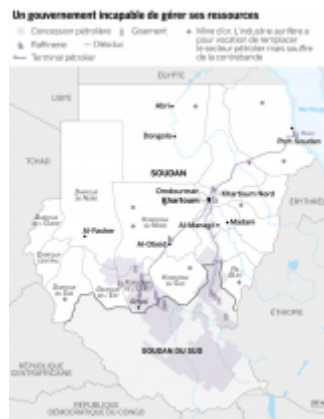 Un gouvernement incapable de gérer ses ressources
Concession pétrolière
Gisement
Raffinerie
Oléoduc
Terminal pétrolier
Mine d'or. L'industrie aurifère a
pour vocation de remplacer
le secteur pétrolier mais souffre
de la contrebande
ÉGYPTE
LIBYE
TCHAD
Abri
Dongola
Port-Soudan
SOUDAN
Omdourman
Khartoum Nord
Khartoum
ÉRYTHRÉE
Al-Managil
Madani
Al-Fasher
Al-Obeid
ÉTHIOPIE
SOUDAN DU SUD
RÉPUBLIQUE
CENTRAFRICAINE
RÉPUBLIQUE
DÉMOCRATIQUE DU CONGO